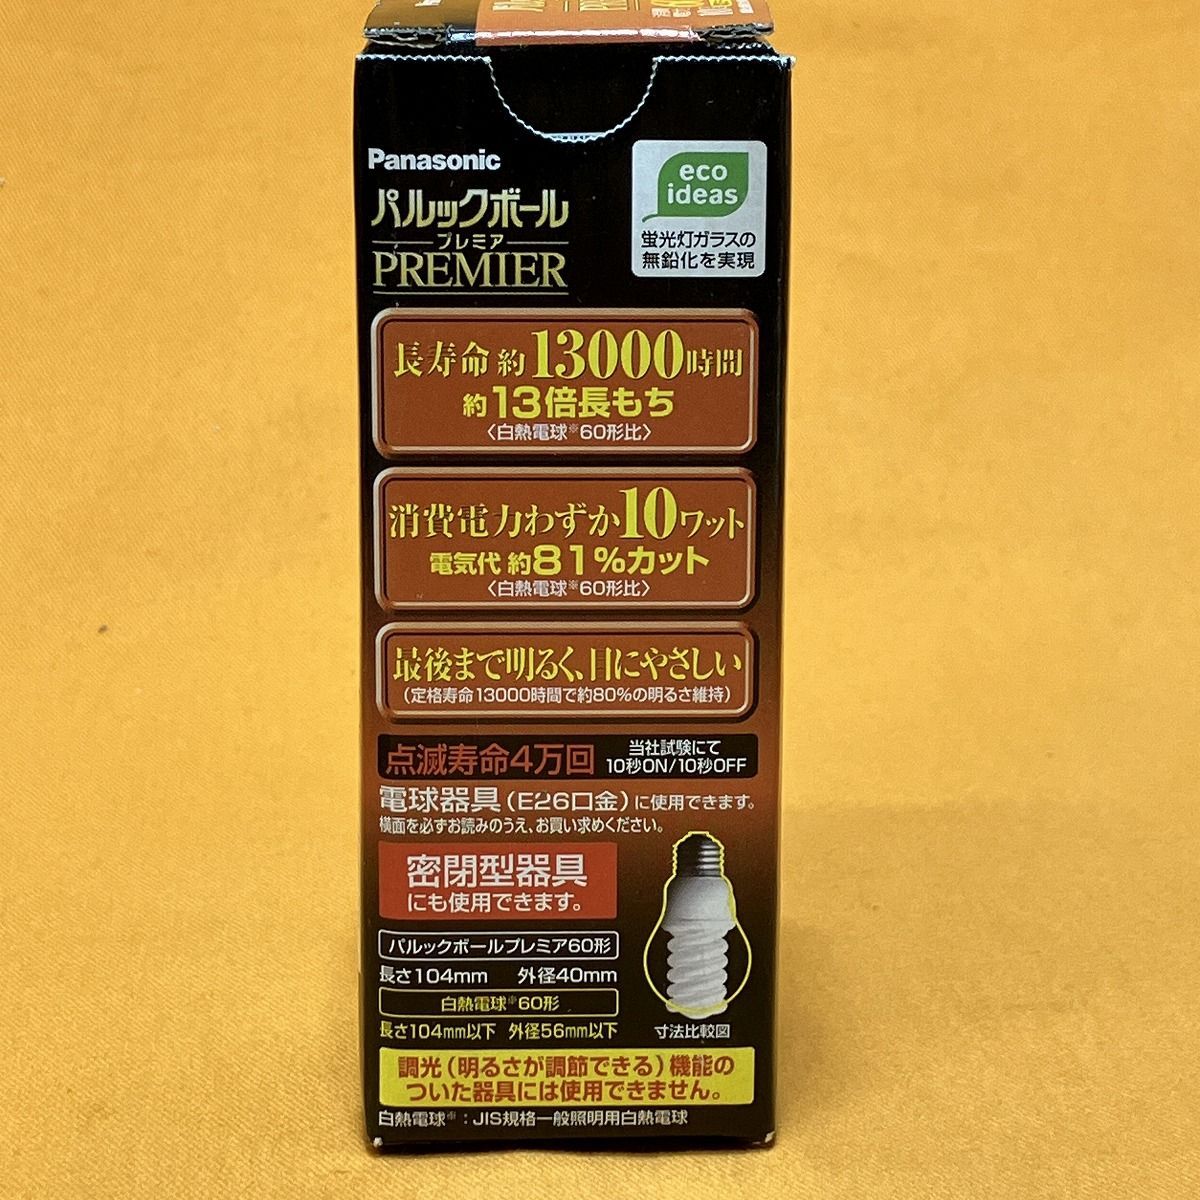 Panasonic
パルックボール
プレミア
PREMIER
eco
ideas
蛍光灯ガラスの
無鉛化を実現
長寿命 約13000時間
約13倍長もち
〈白熱電球※60形比〉
消費電力わずか10ワット
電気代 約81%カット
〈白熱電球※60形比〉
最後まで明るく、目にやさしい
(定格寿命13000時間で約80%の明るさ維持)
点滅寿命4万回 当社試験にて
10秒ON/10秒OFF
電球器具(E26口金)に使用できます。
横面を必ずお読みのうえ、お買い求めください。
密閉型器具
にも使用できます。
パルックボールプレミア60形
長さ104mm 外径40mm
白熱電球※60形
長さ104mm以下 外径56mm以下
寸法比較図
調光(明るさが調節できる)機能の
ついた器具には使用できません。
白熱電球※:JIS規格一般照明用白熱電球